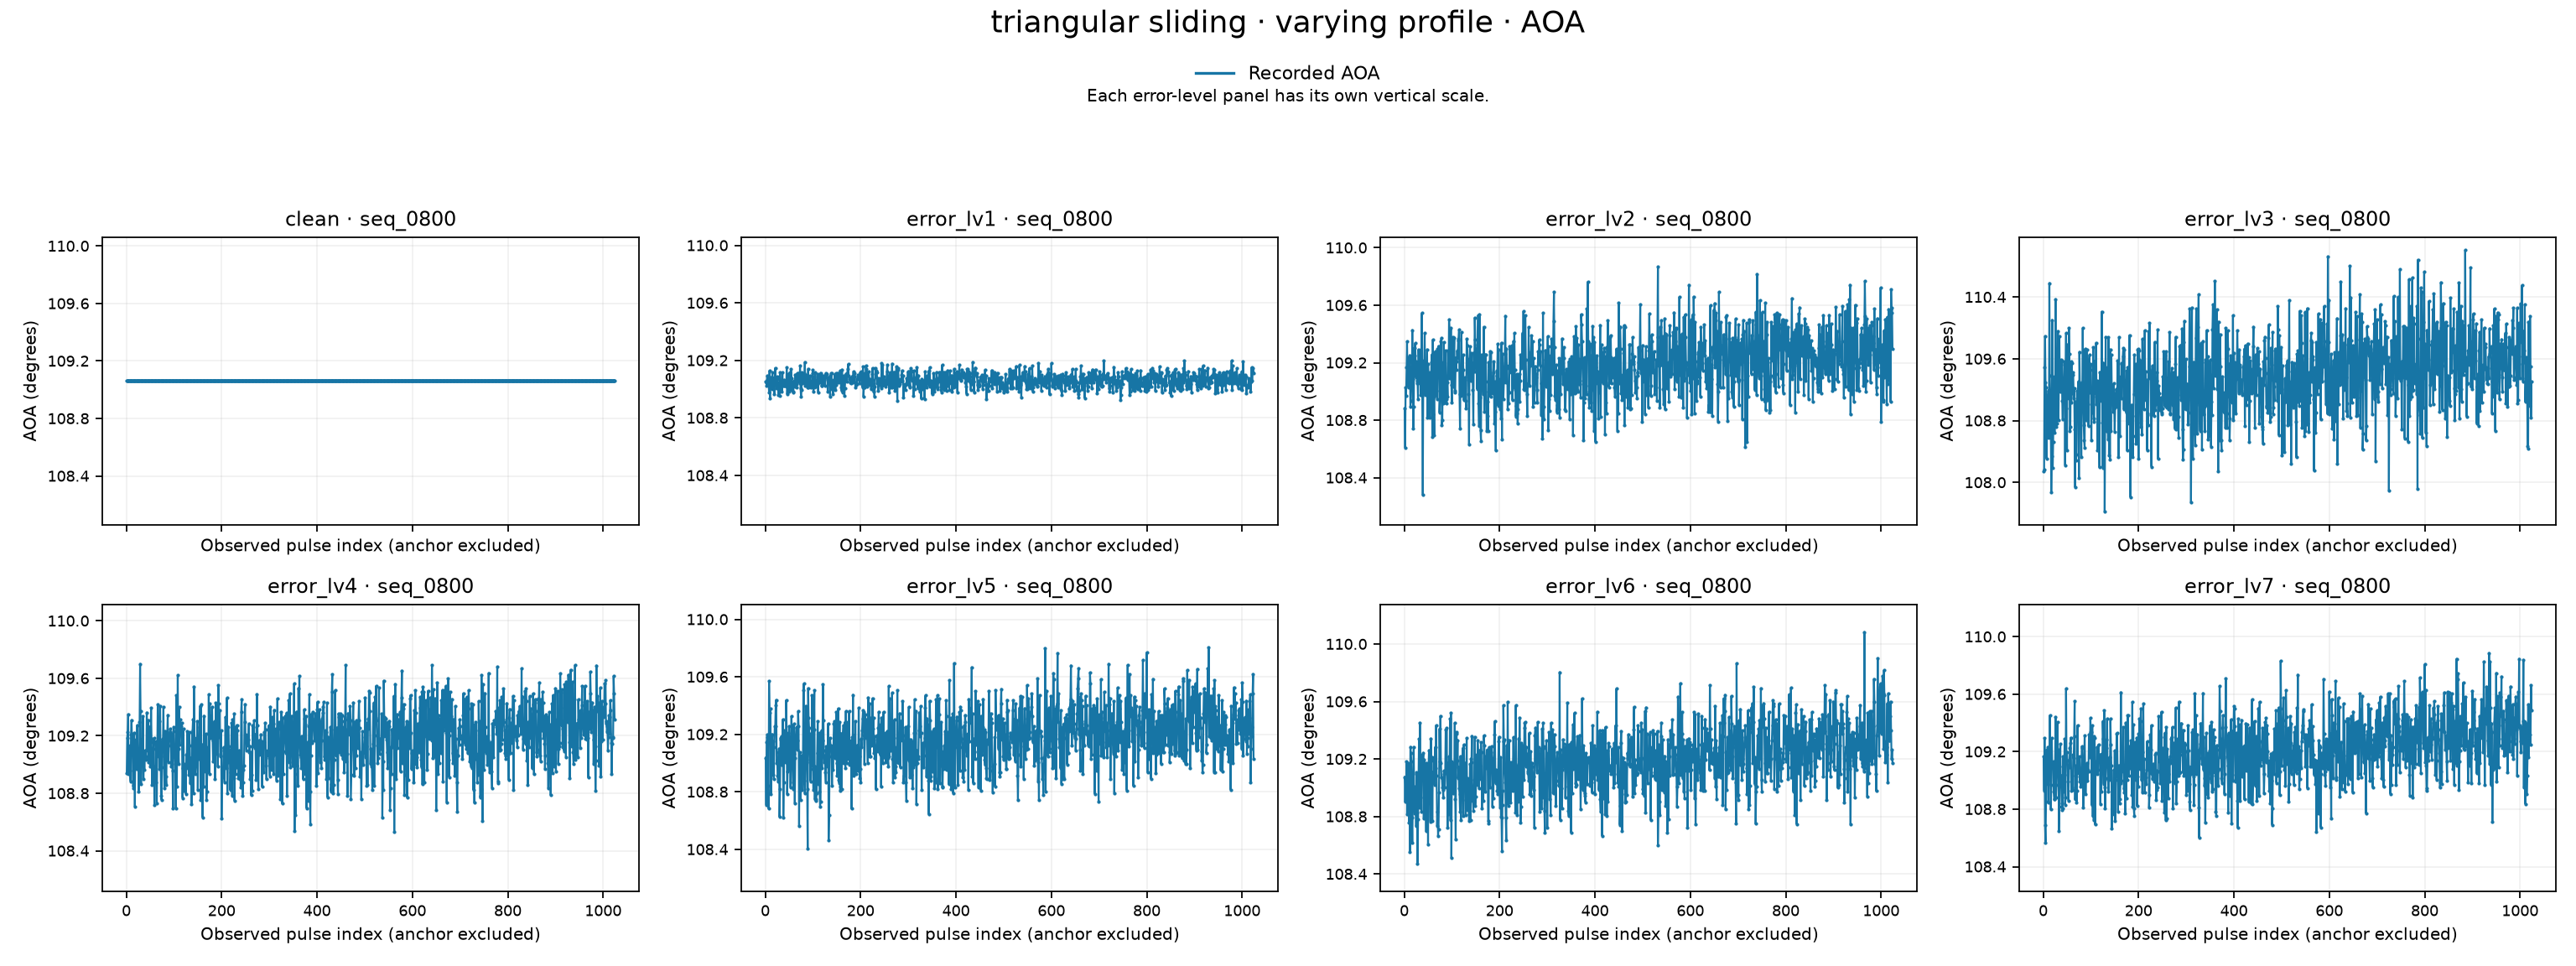 triangular sliding · varying profile · AOA
Recorded AOA
Each error-level panel has its own vertical scale.
clean · seq_0800
error_lv1 · seq_0800
error_lv2 · seq_0800
error_lv3 · seq_0800
AOA (degrees)
110.0
109.6
109.2
108.8
108.4
Observed pulse index (anchor excluded)
AOA (degrees)
110.0
109.6
109.2
108.8
108.4
Observed pulse index (anchor excluded)
AOA (degrees)
110.0
109.6
109.2
108.8
108.4
Observed pulse index (anchor excluded)
AOA (degrees)
110.4
109.6
108.8
108.0
Observed pulse index (anchor excluded)
error_lv4 · seq_0800
error_lv5 · seq_0800
error_lv6 · seq_0800
error_lv7 · seq_0800
AOA (degrees)
110.0
109.6
109.2
108.8
108.4
0 200 400 600 800 1000
Observed pulse index (anchor excluded)
AOA (degrees)
110.0
109.6
109.2
108.8
108.4
0 200 400 600 800 1000
Observed pulse index (anchor excluded)
AOA (degrees)
110.0
109.6
109.2
108.8
108.4
0 200 400 600 800 1000
Observed pulse index (anchor excluded)
AOA (degrees)
110.0
109.6
109.2
108.8
108.4
0 200 400 600 800 1000
Observed pulse index (anchor excluded)